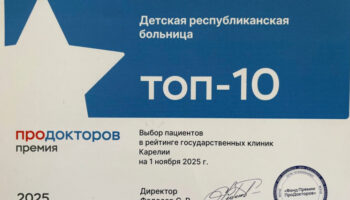 Детская республиканская
больница
ТОП-10
продокторов
премия
Выбор пациентов
в рейтинге государственных клиник
Карелии
на 1 ноября 2025 г.
2025
Директор